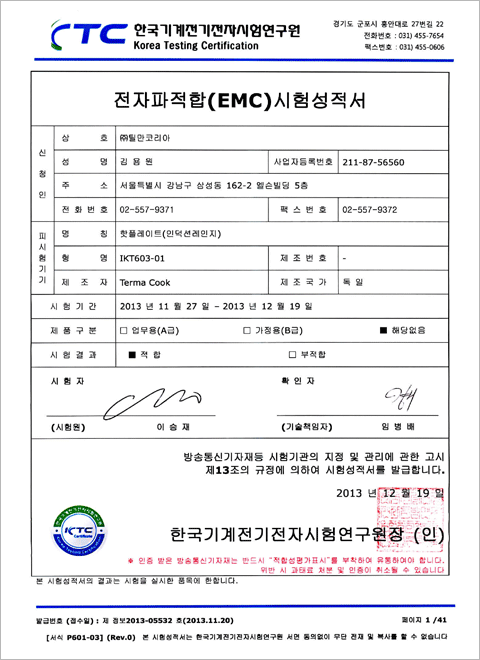 KTC 한국기계전기전자시험연구원
Korea Testing Certification
경기도 군포시 흥안대로 27번길 22
전화번호 : 031) 455-7654
팩스번호 : 031) 455-0606
전자파적합(EMC)시험성적서
신청인
상 호 ㈜틸만코리아
성 명 김 용 원 사업자등록번호 211-87-56560
주 소 서울특별시 강남구 삼성동 162-2 엘슨빌딩 5층
전 화 번 호 02-557-9371 팩 스 번 호 02-557-9372
피시험기기
명 칭 핫플레이트(인덕션레인지)
형 명 IKT603-01 제 조 번 호 -
제 조 자 Terma Cook 제 조 국 가 독 일
시 험 기 간 2013 년 11 월 27 일 – 2013 년 12 월 19 일
제 품 구 분 □ 업무용(A급) □ 가정용(B급) ■ 해당없음
시 험 결 과 ■ 적 합 □ 부적합
시 험 자 확 인 자
(시험원) 이 승 재 (기술책임자) 임 병 배
방송통신기자재등 시험기관의 지정 및 관리에 관한 고시
제13조의 규정에 의하여 시험성적서를 발급합니다.
2013 년 12 월 19 일
KTC
Certificate
한국기계전기전자시험연구원장 (인)
※ 인증 받은 방송통신기자재는 반드시 "적합성평가표시"를 부착하여 유통하여야 합니다.
위반 시 과태료 처분 및 인증이 취소될 수 있습니다
본 시험성적서의 결과는 시험을 실시한 품목에 한합니다.
발급번호 (접수일) : 제 정보2013-05532 호(2013.11.20) 페이지 1 /41
[서식 P601-03] (Rev.0) 본 시험성적서는 한국기계전기전자시험연구원 서면 동의없이 무단 전재 및 복사를 할 수 없습니다